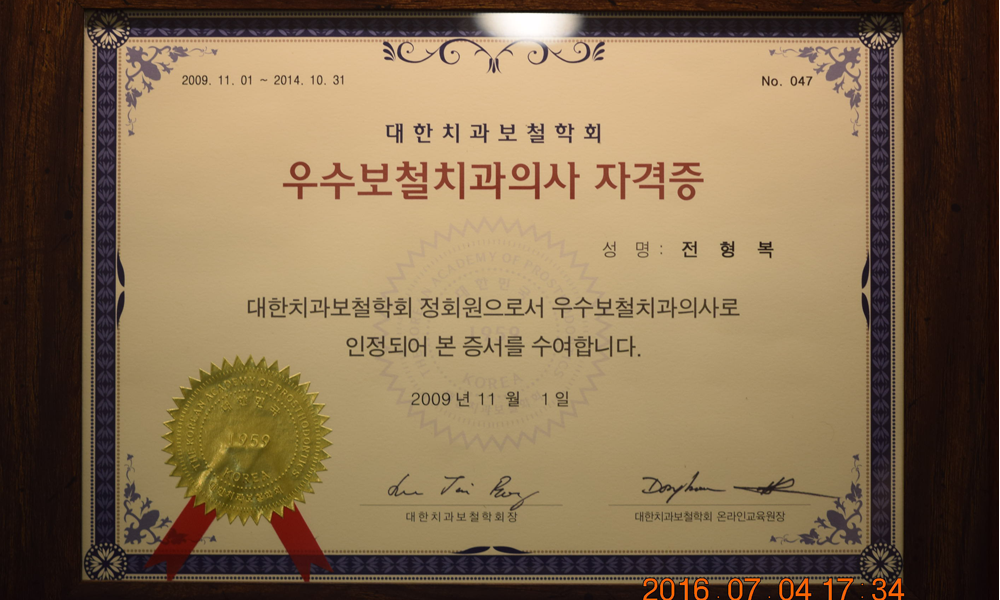 2009. 11. 01 ~ 2014. 10. 31
No. 047
대한치과보철학회
우수보철치과의사 자격증
성 명 : 전 형 복
대한치과보철학회 정회원으로서 우수보철치과의사로
인정되어 본 증서를 수여합니다.
1959
KOREA
2009 년 11 월 1 일
1959
KOREA
대한치과보철학회장
대한치과보철학회 온라인교육원장
2016.07.04 17:34